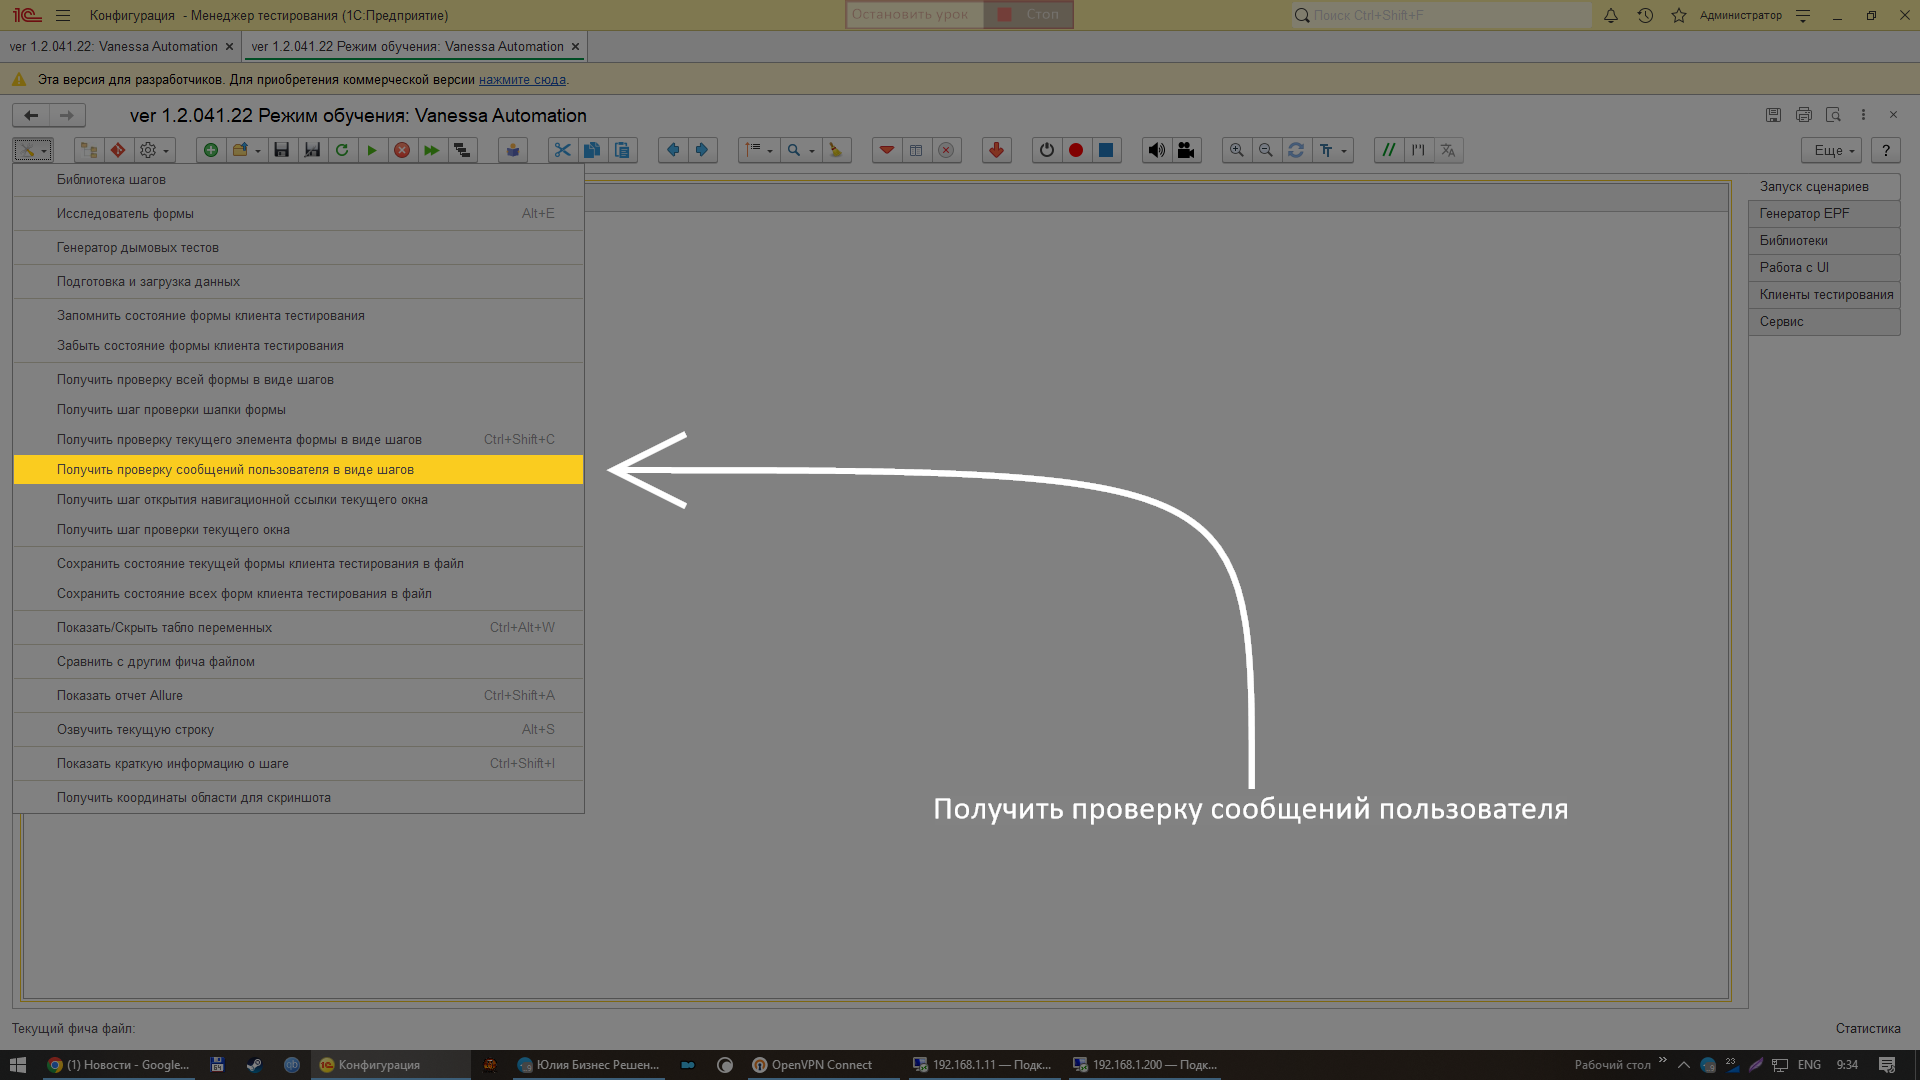 Конфигурация - Менеджер тестирования (1С:Предприятие)
Остановить урок
Стоп
Поиск Ctrl+Shift+F
Администратор
ver 1.2.041.22: Vanessa Automation
ver 1.2.041.22 Режим обучения: Vanessa Automation
Эта версия для разработчиков. Для приобретения коммерческой версии нажмите сюда.
ver 1.2.041.22 Режим обучения: Vanessa Automation
Еще
?
Библиотека шагов
Исследователь формы Alt+E
Генератор дымовых тестов
Подготовка и загрузка данных
Запомнить состояние формы клиента тестирования
Забыть состояние формы клиента тестирования
Получить проверку всей формы в виде шагов
Получить шаг проверки шапки формы
Получить проверку текущего элемента формы в виде шагов Ctrl+Shift+C
Получить проверку сообщений пользователя в виде шагов
Получить шаг открытия навигационной ссылки текущего окна
Получить шаг проверки текущего окна
Сохранить состояние текущей формы клиента тестирования в файл
Сохранить состояние всех форм клиента тестирования в файл
Показать/Скрыть табло переменных Ctrl+Alt+W
Сравнить с другим фича файлом
Показать отчет Allure Ctrl+Shift+A
Озвучить текущую строку Alt+S
Показать краткую информацию о шаге Ctrl+Shift+I
Получить координаты области для скриншота
Запуск сценариев
Генератор EPF
Библиотеки
Работа с UI
Клиенты тестирования
Сервис
Получить проверку сообщений пользователя
Текущий фича файл:
Статистика
(1) Новости - Google...
Конфигурация
Юлия Бизнес Решен...
OpenVPN Connect
192.168.1.11 — Подк...
192.168.1.200 — Подк...
Рабочий стол
23
ENG
9:34